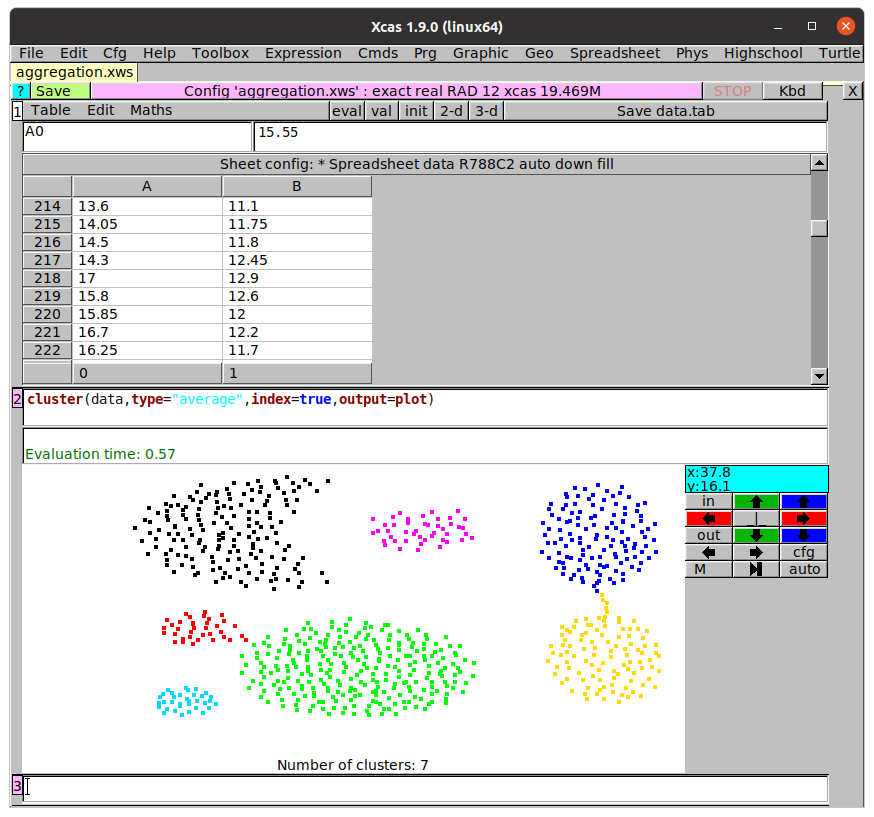 Xcas 1.9.0 (linux64)
File Edit Cfg Help Toolbox Expression Cmds Prg Graphic Geo Spreadsheet Phys Highschool Turtle
aggregation.xws
? Save Config 'aggregation.xws' : exact real RAD 12 xcas 19.469M STOP Kbd X
1 Table Edit Maths eval val init 2-d 3-d Save data.tab
A0 15.55
Sheet config: * Spreadsheet data R788C2 auto down fill
A B
214 13.6 11.1
215 14.05 11.75
216 14.5 11.8
217 14.3 12.45
218 17 12.9
219 15.8 12.6
220 15.85 12
221 16.7 12.2
222 16.25 11.7
0 1
2 cluster(data,type="average",index=true,output=plot)
Evaluation time: 0.57
x:37.8
y:16.1
in
_|_
out
cfg
M auto
Number of clusters: 7
3